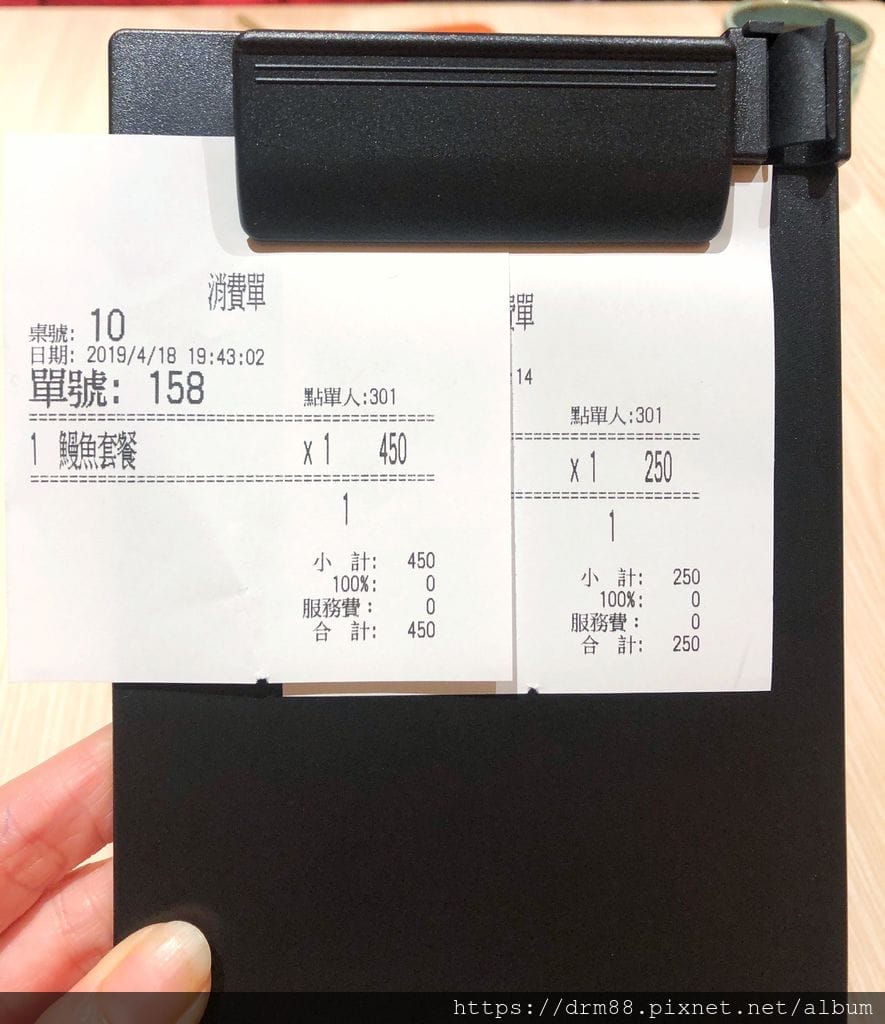 消費單
桌號: 10
日期: 2019/4/18 19:43:02
單號: 158
點單人:301
1 鰻魚套餐 x 1 450
1
小 計: 450
100%: 0
服務費: 0
合 計: 450
費單
:14
點單人:301
x 1 250
1
小 計: 250
100%: 0
服務費: 0
合 計: 250
https://drm88.pixnet.net/album